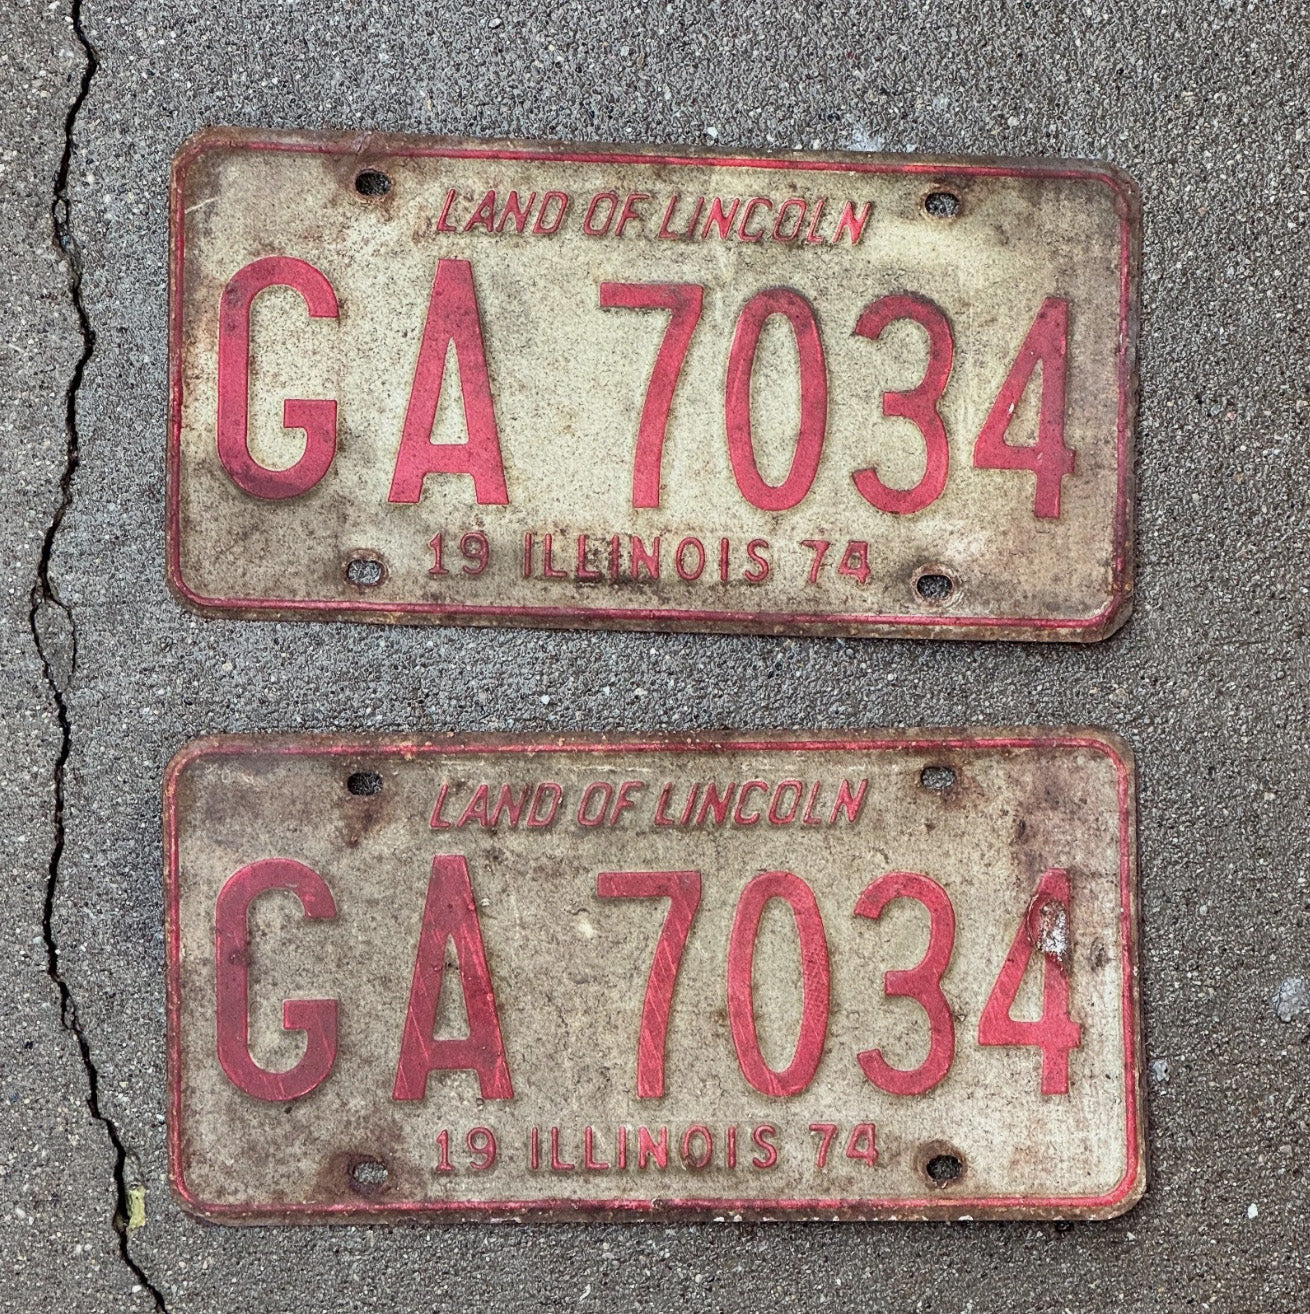 LAND OF LINCOLN
GA 7034
19 ILLINOIS 74
LAND OF LINCOLN
GA 7034
19 ILLINOIS 74